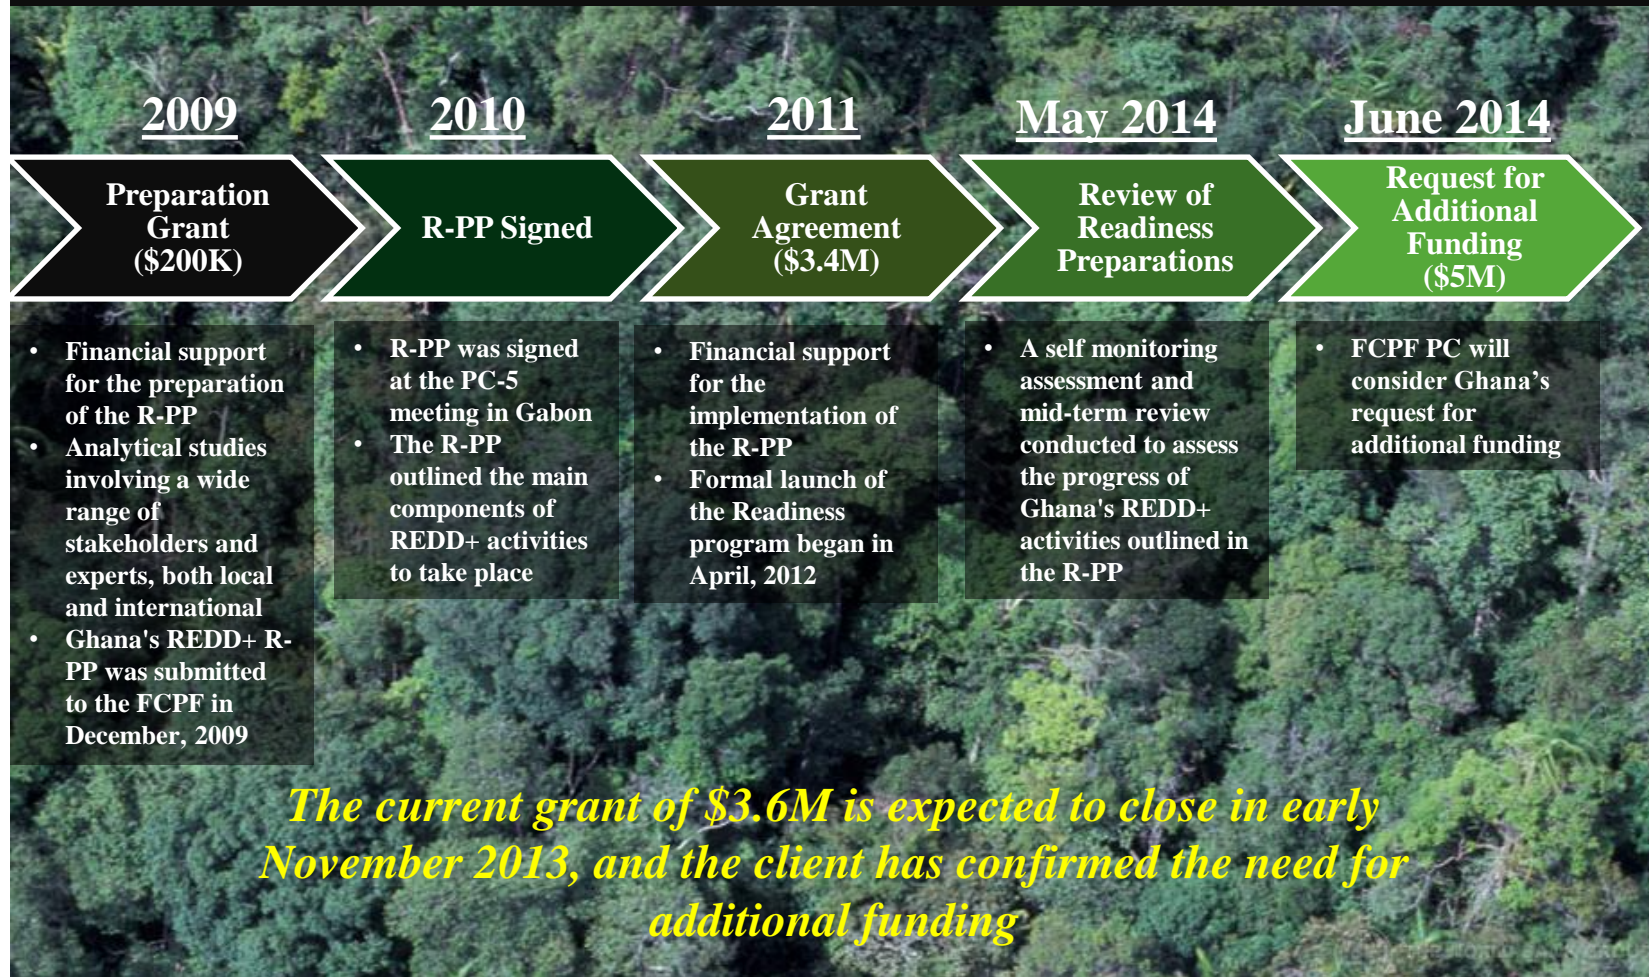 2009
Preparation
Grant
($200K)
• Financial support
for the preparation
of the R-PP
• Analytical studies
involving a wide
range of
stakeholders and
experts, both local
and international
• Ghana's REDD+ R-
PP was submitted
to the FCPF in
December, 2009
2010
R-PP Signed
• R-PP was signed
at the PC-5
meeting in Gabon
• The R-PP
outlined the main
components of
REDD+ activities
to take place
2011
Grant
Agreement
($3.4M)
• Financial support
for the
implementation of
the R-PP
• Formal launch of
the Readiness
program began in
April, 2012
May 2014
Review of
Readiness
Preparations
• A self monitoring
assessment and
mid-term review
conducted to assess
the progress of
Ghana's REDD+
activities outlined in
the R-PP
June 2014
Request for
Additional
Funding
($5M)
• FCPF PC will
consider Ghana’s
request for
additional funding
The current grant of $3.6M is expected to close in early
November 2013, and the client has confirmed the need for
additional funding